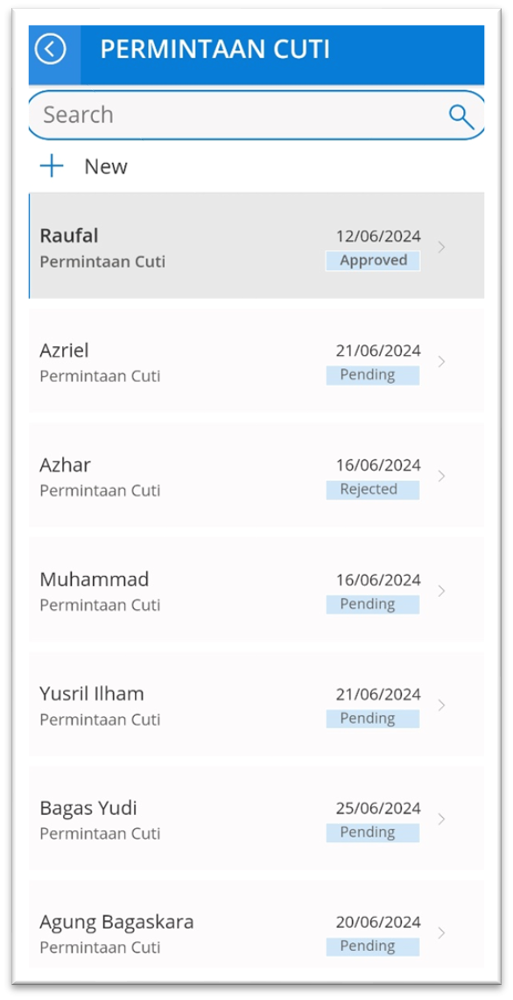 PERMINTAAN CUTI
Search
New
Raufal 12/06/2024
Permintaan Cuti Approved
Azriel 21/06/2024
Permintaan Cuti Pending
Azhar 16/06/2024
Permintaan Cuti Rejected
Muhammad 16/06/2024
Permintaan Cuti Pending
Yusril Ilham 21/06/2024
Permintaan Cuti Pending
Bagas Yudi 25/06/2024
Permintaan Cuti Pending
Agung Bagaskara 20/06/2024
Permintaan Cuti Pending